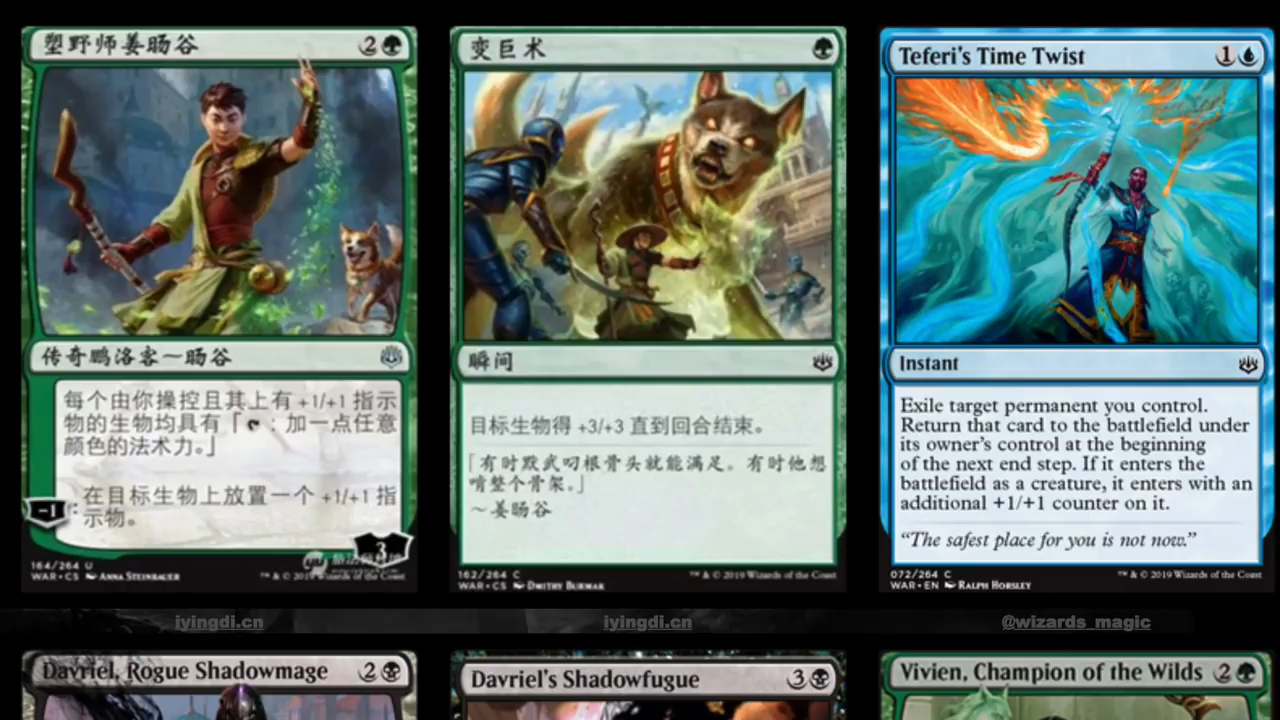 塑野师姜旸谷 2
传奇鹏洛客～旸谷
每个由你操控且其上有 +1/+1 指示
物的生物均具有「 : 加一点任意
颜色的法术力。」
-1 : 在目标生物上放置一个 +1/+1 指
示物。
3
164/264 U
WAR • CS Anna Steinbauer ™ & © 2019 Wizards of the Coast
变巨术
瞬间
目标生物得 +3/+3 直到回合结束。
「有时默武叼根骨头就能满足。有时他想
啃整个骨架。」
～姜旸谷
162/264 C
WAR • CS Dmitry Burmak ™ & © 2019 Wizards of the Coast
Teferi's Time Twist 1
Instant
Exile target permanent you control.
Return that card to the battlefield under
its owner's control at the beginning
of the next end step. If it enters the
battlefield as a creature, it enters with an
additional +1/+1 counter on it.
“The safest place for you is not now.”
072/264 C
WAR • EN Ralph Horsley ™ & © 2019 Wizards of the Coast
iyingdi.cn
iyingdi.cn
@wizards_magic
Davriel, Rogue Shadowmage 2
Davriel's Shadowfugue 3
Vivien, Champion of the Wilds 2